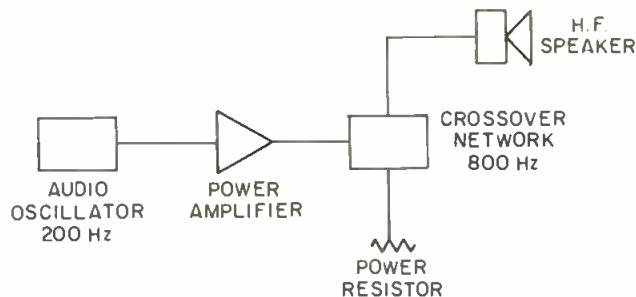 H.F.
SPEAKER
CROSSOVER
NETWORK
800 Hz
AUDIO
OSCILLATOR
200 Hz
POWER
AMPLIFIER
POWER
RESISTOR